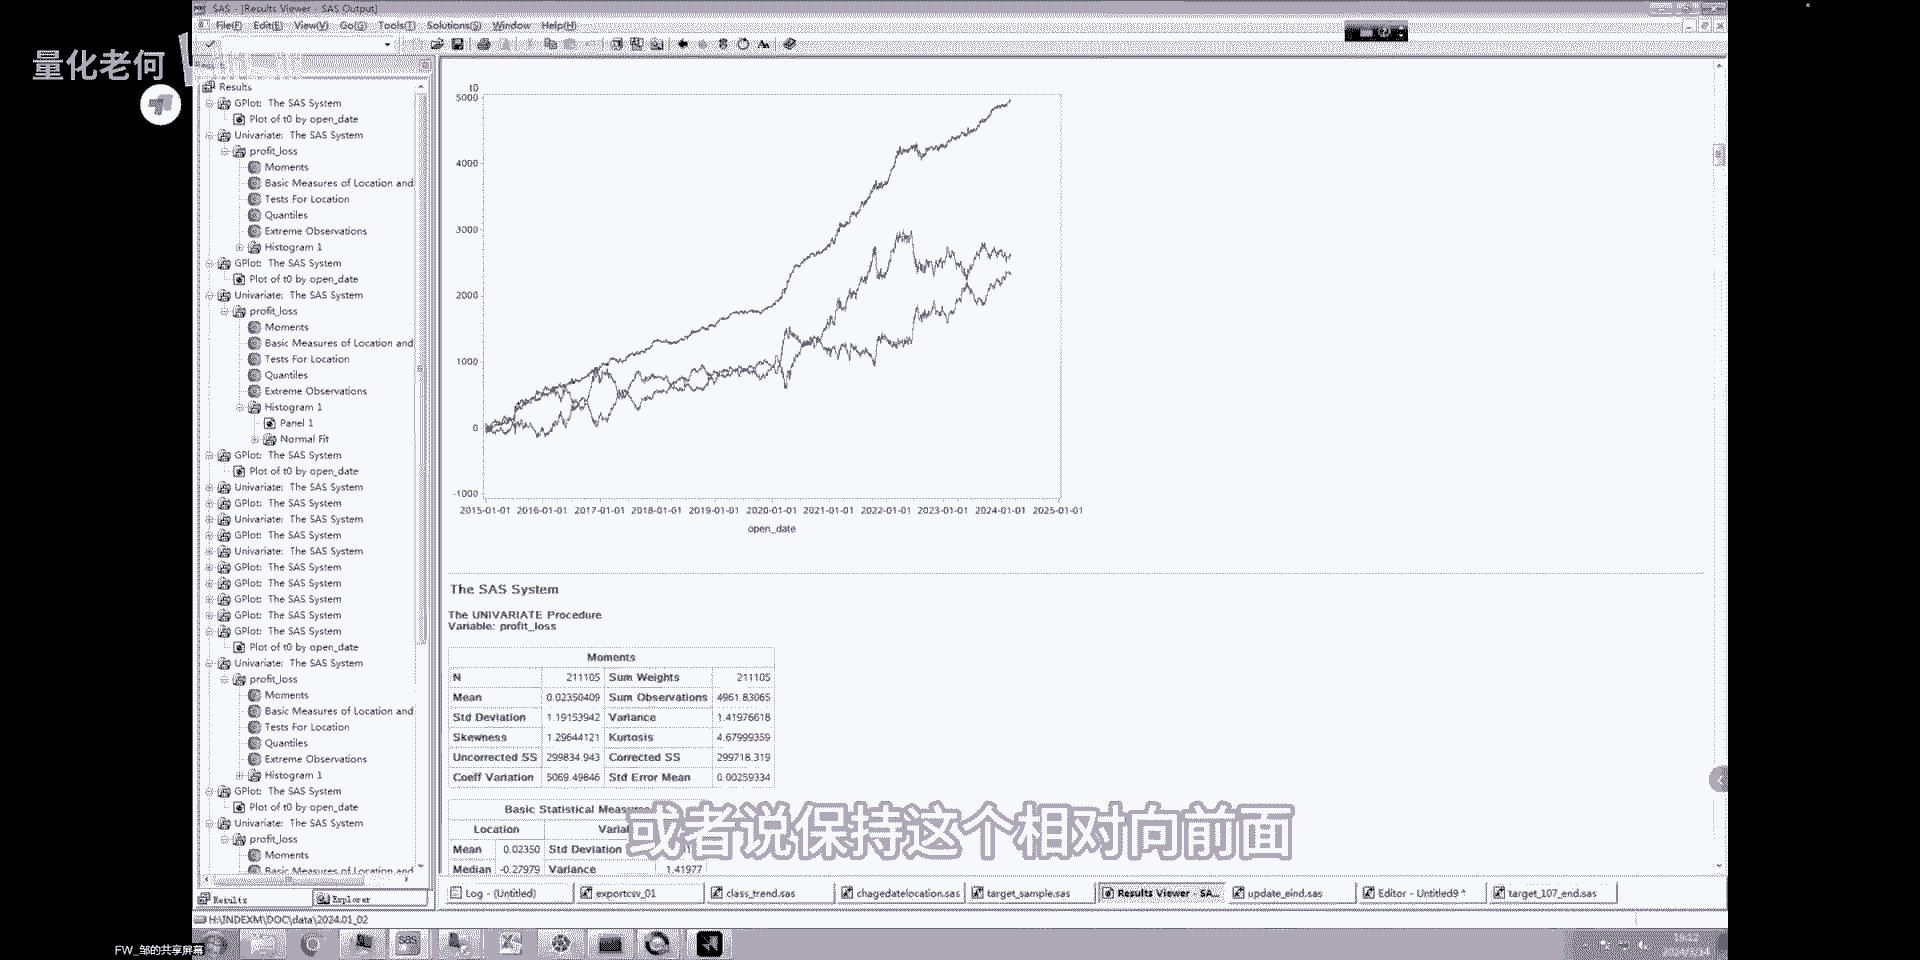 SAS - [Results Viewer - SAS Output]
File(F) Edit(E) View(V) Go(G) Tools(T) Solutions(S) Window Help(H)
量化老何
Results
GPlot: The SAS System
Plot of t0 by open_date
Univariate: The SAS System
profit_loss
Moments
Basic Measures of Location and
Tests For Location
Quantiles
Extreme Observations
Histogram 1
GPlot: The SAS System
Plot of t0 by open_date
Univariate: The SAS System
profit_loss
Moments
Basic Measures of Location and
Tests For Location
Quantiles
Extreme Observations
Histogram 1
Panel 1
Normal Fit
GPlot: The SAS System
Plot of t0 by open_date
Univariate: The SAS System
GPlot: The SAS System
Univariate: The SAS System
GPlot: The SAS System
Univariate: The SAS System
GPlot: The SAS System
GPlot: The SAS System
GPlot: The SAS System
GPlot: The SAS System
GPlot: The SAS System
Plot of t0 by open_date
Univariate: The SAS System
profit_loss
Moments
Basic Measures of Location and
Tests For Location
Quantiles
Extreme Observations
Histogram 1
GPlot: The SAS System
Plot of t0 by open_date
Univariate: The SAS System
profit_loss
Moments
Basic Measures of Location and
Results Explorer
t0
5000
4000
3000
2000
1000
0
-1000
2015-01-01 2016-01-01 2017-01-01 2018-01-01 2019-01-01 2020-01-01 2021-01-01 2022-01-01 2023-01-01 2024-01-01 2025-01-01
open_date
The SAS System
The UNIVARIATE Procedure
Variable: profit_loss
Moments
N 211105 Sum Weights 211105
Mean 0.02350409 Sum Observations 4961.83065
Std Deviation 1.19153942 Variance 1.41976618
Skewness 1.29644121 Kurtosis 4.67999359
Uncorrected SS 299834.943 Corrected SS 299718.319
Coeff Variation 5069.49846 Std Error Mean 0.00259334
Basic Statistical Measures
Location
Mean 0.02350 Std Deviation
Median -0.27979 Variance 1.41977
或者说保持这个相对向前面
Log - (Untitled) exportcsv_01 class_trend.sas chagedatelocation.sas target_sample.sas Results Viewer - SA... update_eind.sas Editor - Untitled9 * target_107_end.sas
H:\INDEXM\DOC\data\2024.01_02
FW_邹的共享屏幕